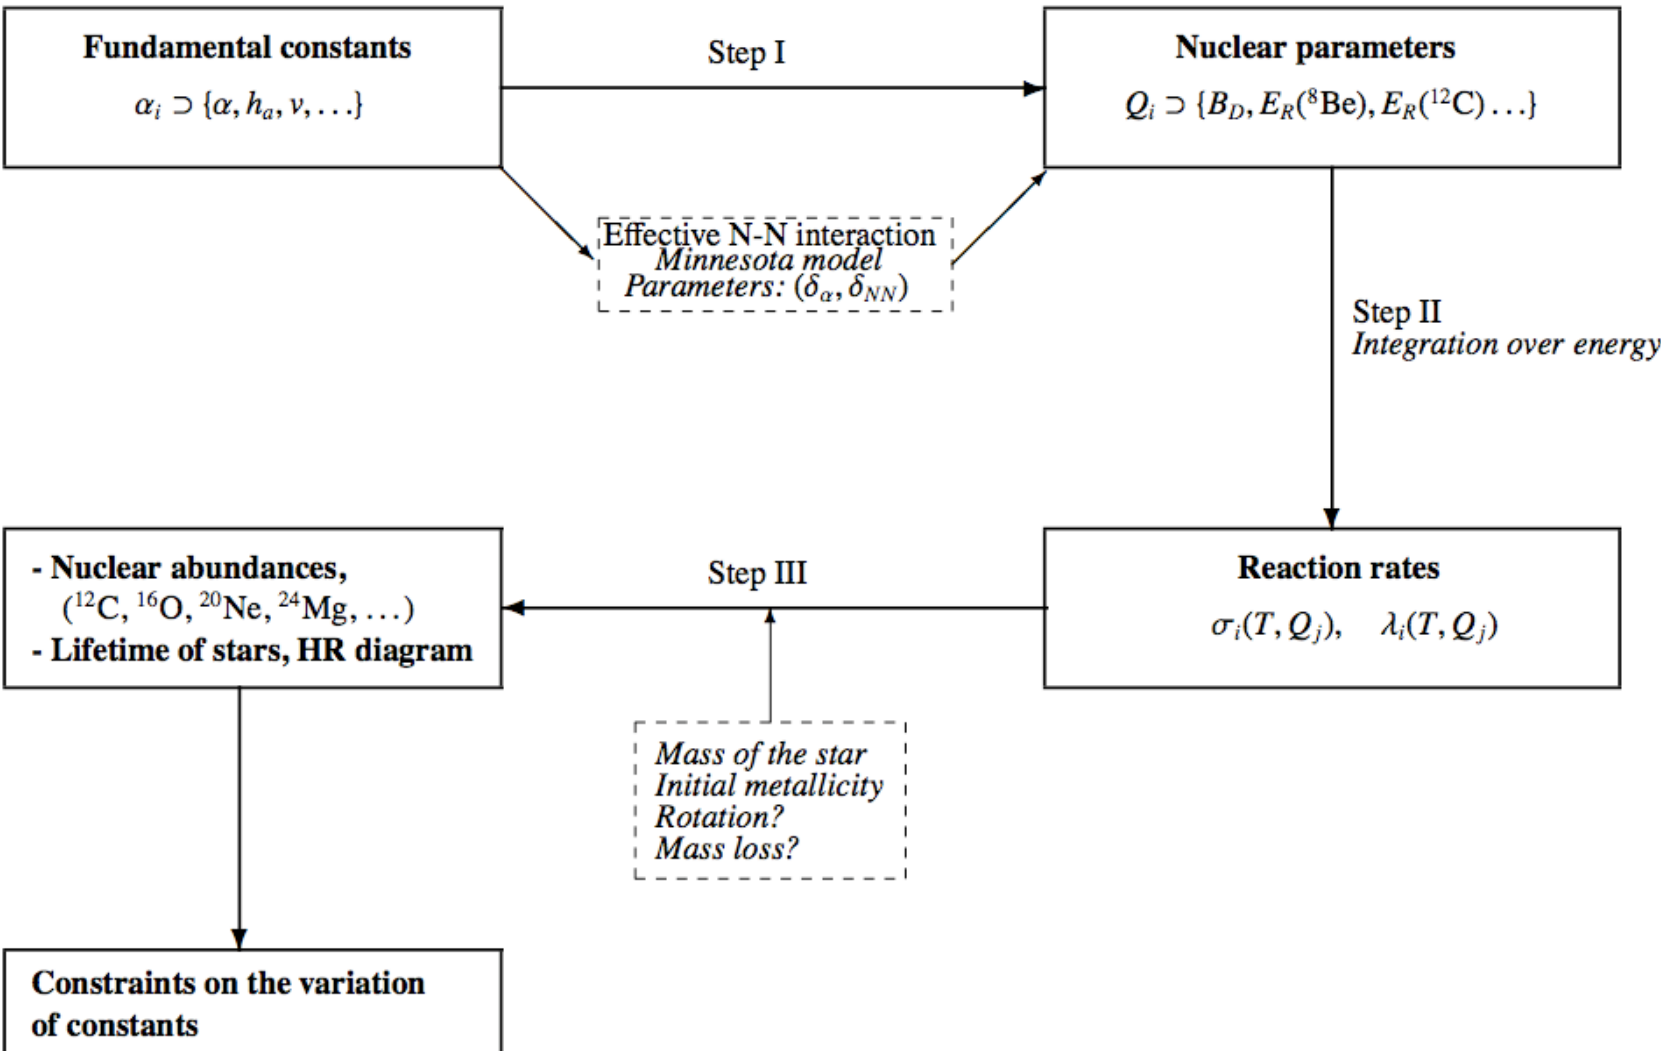 Fundamental constants
αᵢ ⊃ {α, hₐ, v, …}
Step I
Nuclear parameters
Qᵢ ⊃ {B_D, E_R(⁸Be), E_R(¹²C) …}
Effective N-N interaction
Minnesota model
Parameters: (δ_α, δ_NN)
Step II
Integration over energy
- Nuclear abundances,
(¹²C, ¹⁶O, ²⁰Ne, ²⁴Mg, …)
- Lifetime of stars, HR diagram
Step III
Reaction rates
σᵢ(T, Qⱼ), λᵢ(T, Qⱼ)
Mass of the star
Initial metallicity
Rotation?
Mass loss?
Constraints on the variation
of constants